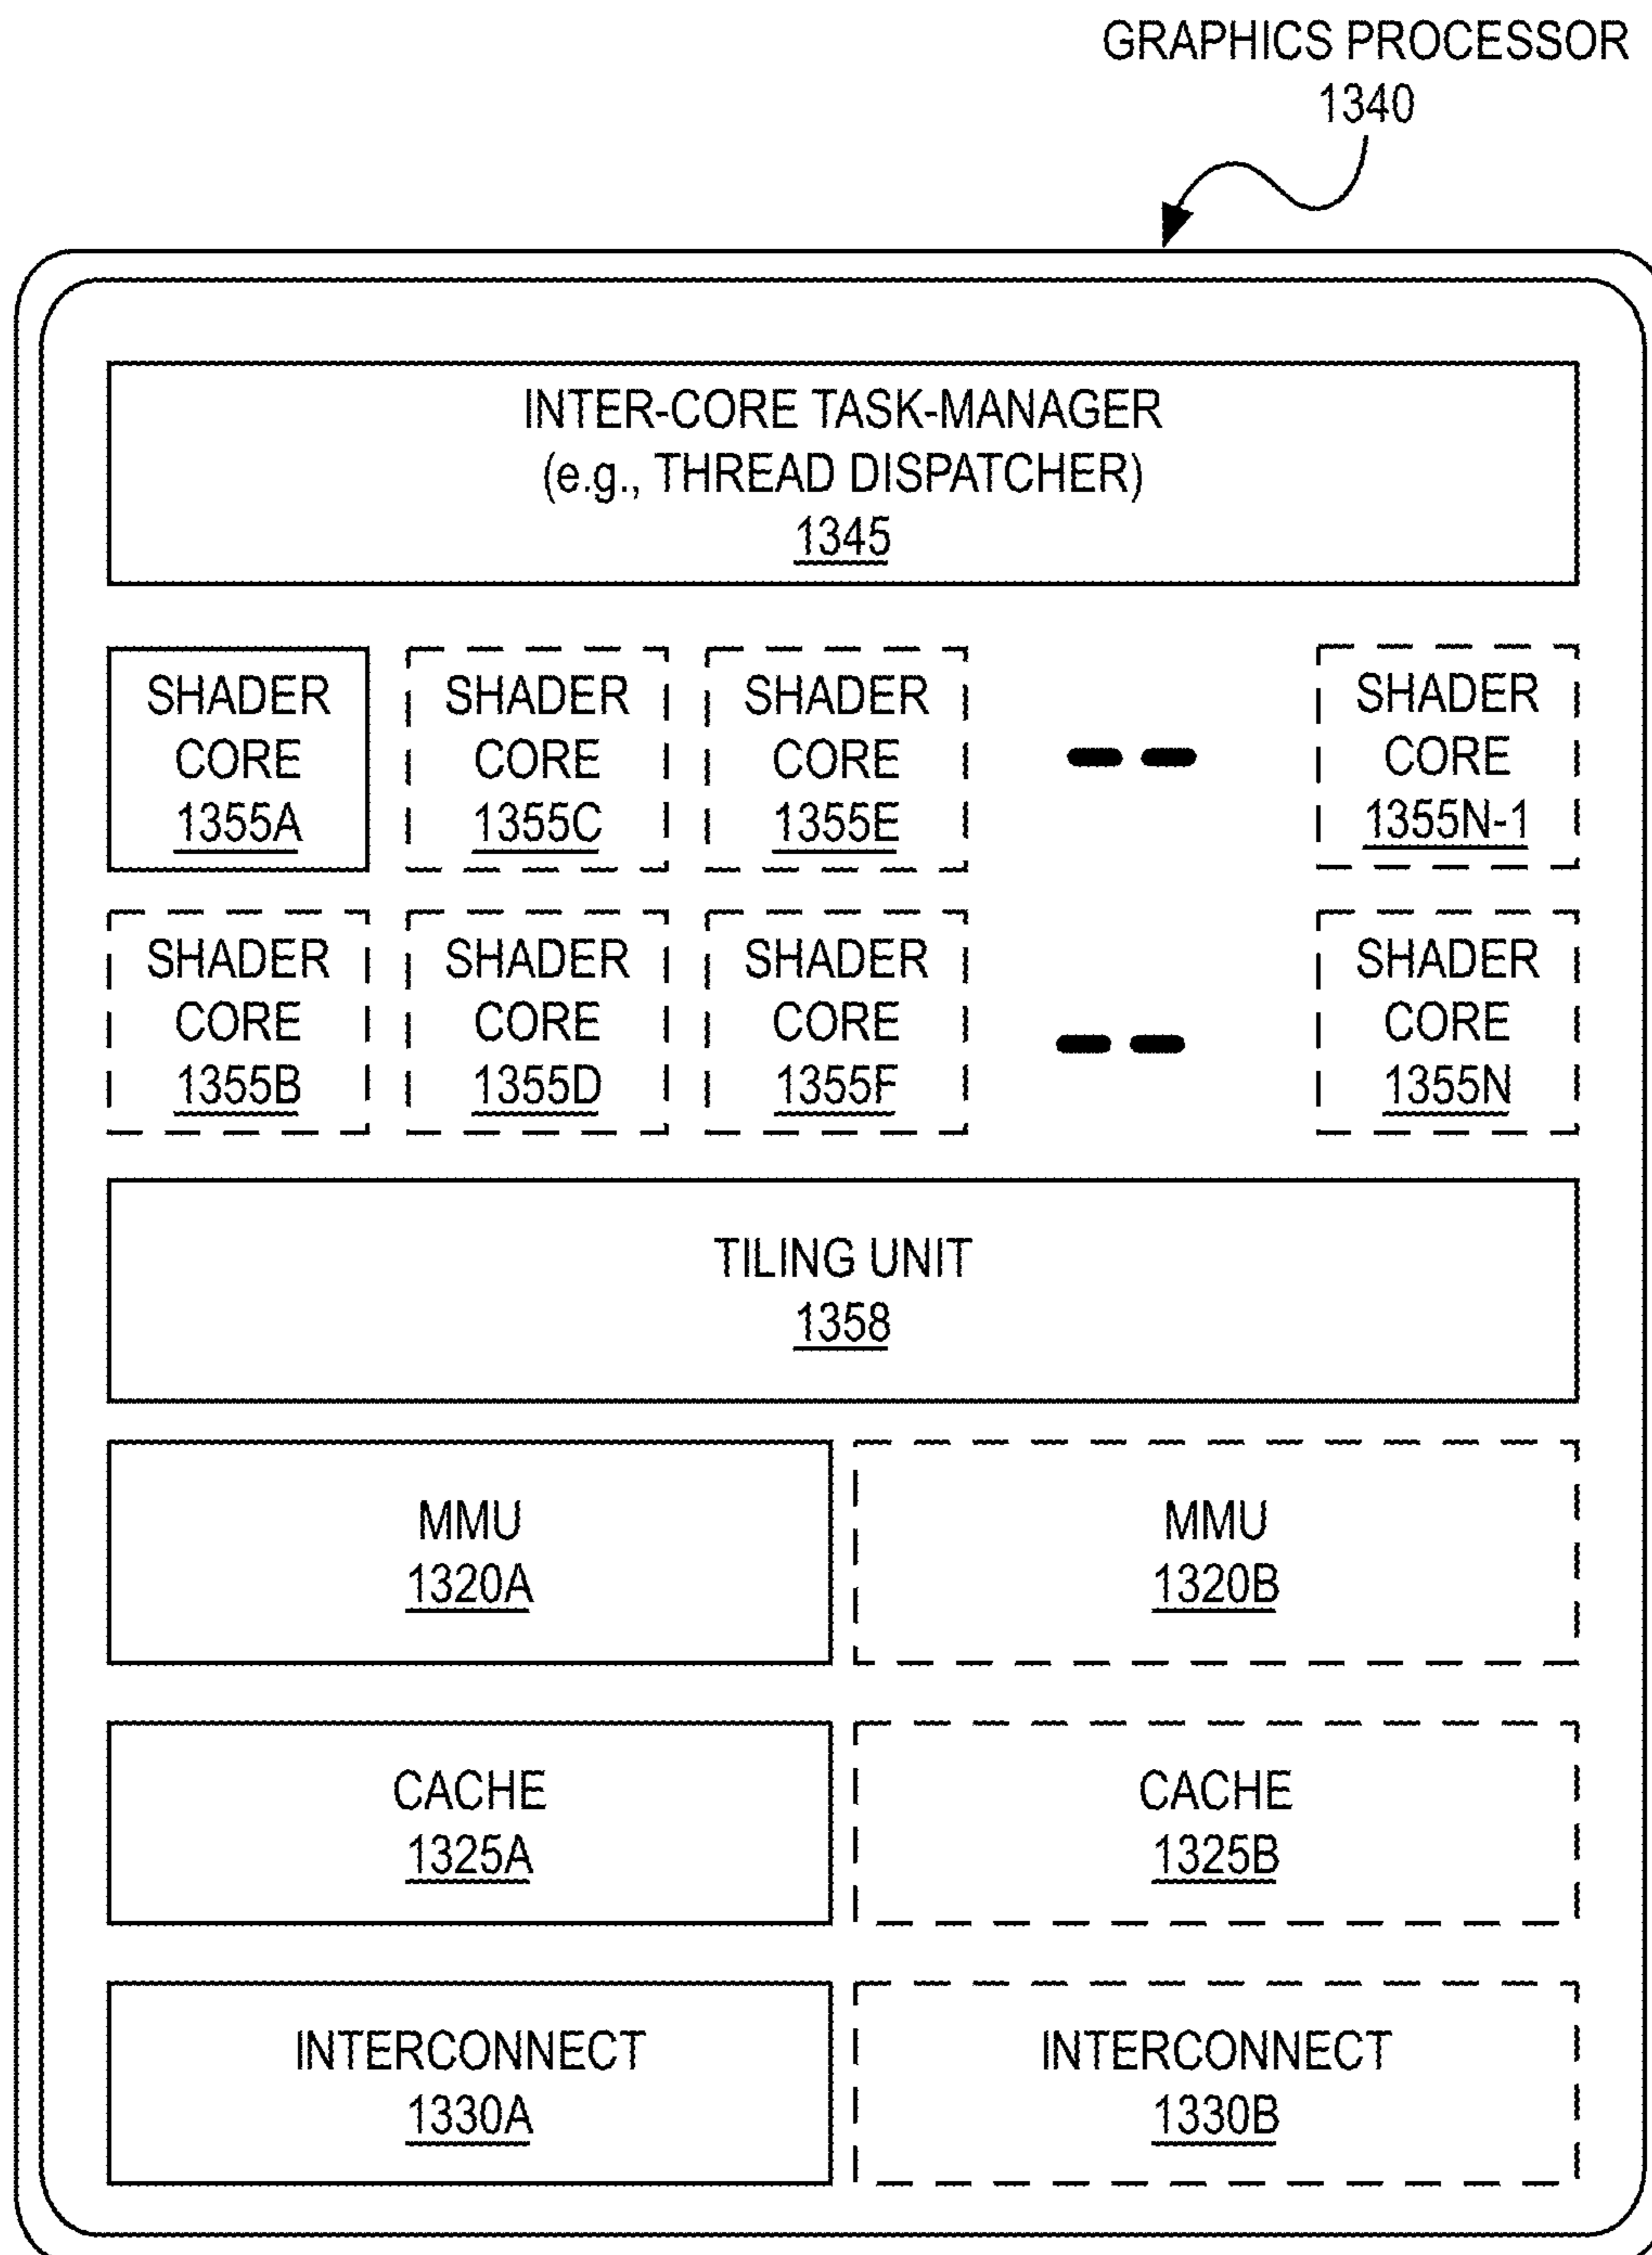 GRAPHICS PROCESSOR
1340
INTER-CORE TASK-MANAGER
(e.g., THREAD DISPATCHER)
1345
SHADER
CORE
1355A
SHADER
CORE
1355C
SHADER
CORE
1355E
SHADER
CORE
1355N-1
SHADER
CORE
1355B
SHADER
CORE
1355D
SHADER
CORE
1355F
SHADER
CORE
1355N
TILING UNIT
1358
MMU
1320A
MMU
1320B
CACHE
1325A
CACHE
1325B
INTERCONNECT
1330A
INTERCONNECT
1330B